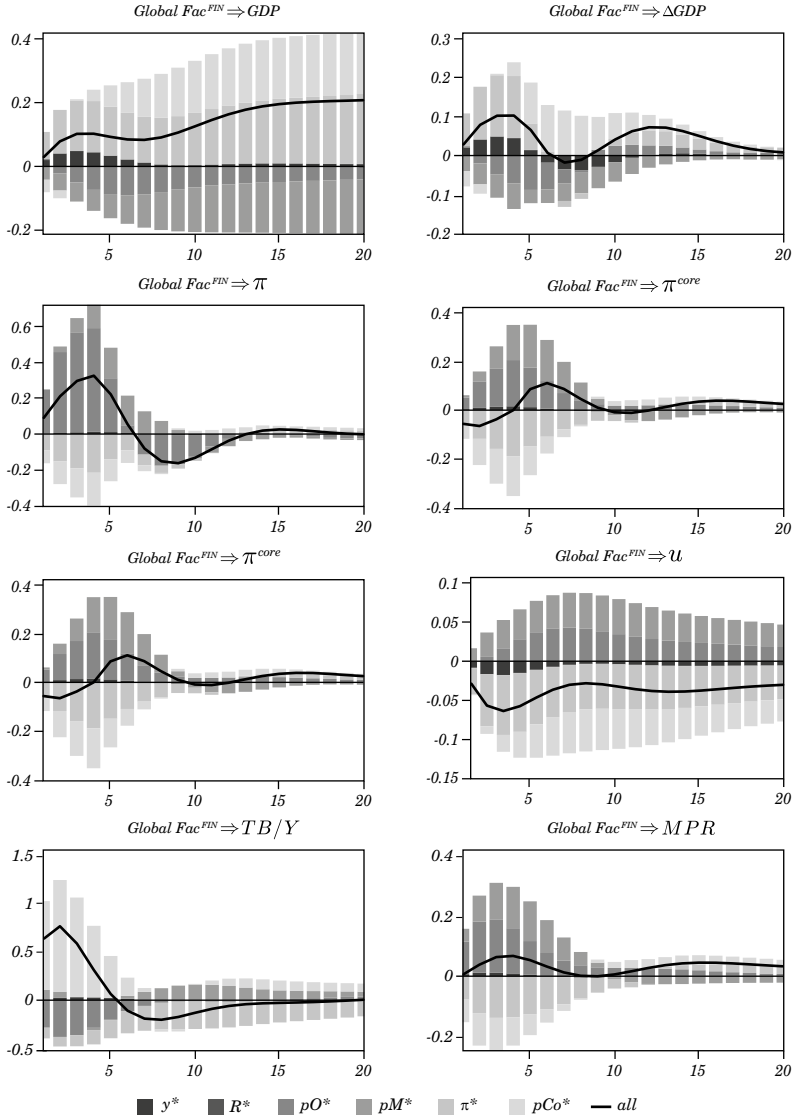 Global Fac^FIN ⇒ GDP
0.4
0.2
0
-0.2
5 10 15 20
Global Fac^FIN ⇒ ΔGDP
0.3
0.2
0.1
0
-0.1
0.2
5 10 15 20
Global Fac^FIN ⇒ π
0.6
0.4
0.2
0
-0.2
-0.4
5 10 15 20
Global Fac^FIN ⇒ π^core
0.4
0.2
0
-0.2
-0.4
5 10 15 20
Global Fac^FIN ⇒ π^core
0.4
0.2
0
-0.2
-0.4
5 10 15 20
Global Fac^FIN ⇒ u
0.1
0.05
0
-0.05
-0.1
-0.15
5 10 15 20
Global Fac^FIN ⇒ TB/Y
1.5
1
0.5
0
-0.5
5 10 15 20
Global Fac^FIN ⇒ MPR
0.4
0.2
0
-0.2
5 10 15 20
y* R* pO* pM* π* pCo* all